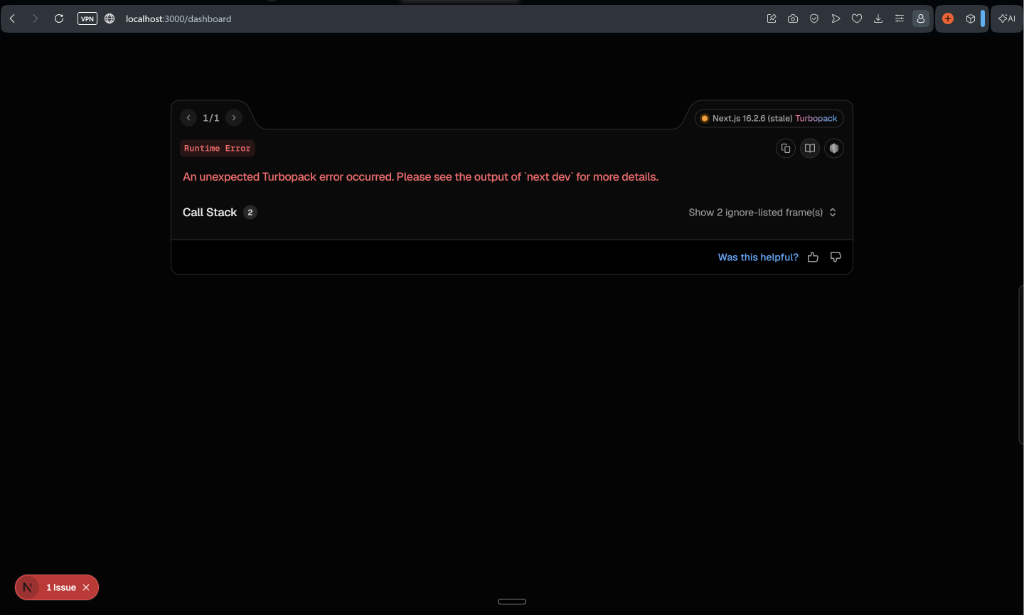 VPN
localhost:3000/dashboard
AI
1/1
Next.js 16.2.6 (stale) Turbopack
Runtime Error
An unexpected Turbopack error occurred. Please see the output of `next dev` for more details.
Call Stack 2
Show 2 ignore-listed frame(s)
Was this helpful?
N 1 Issue